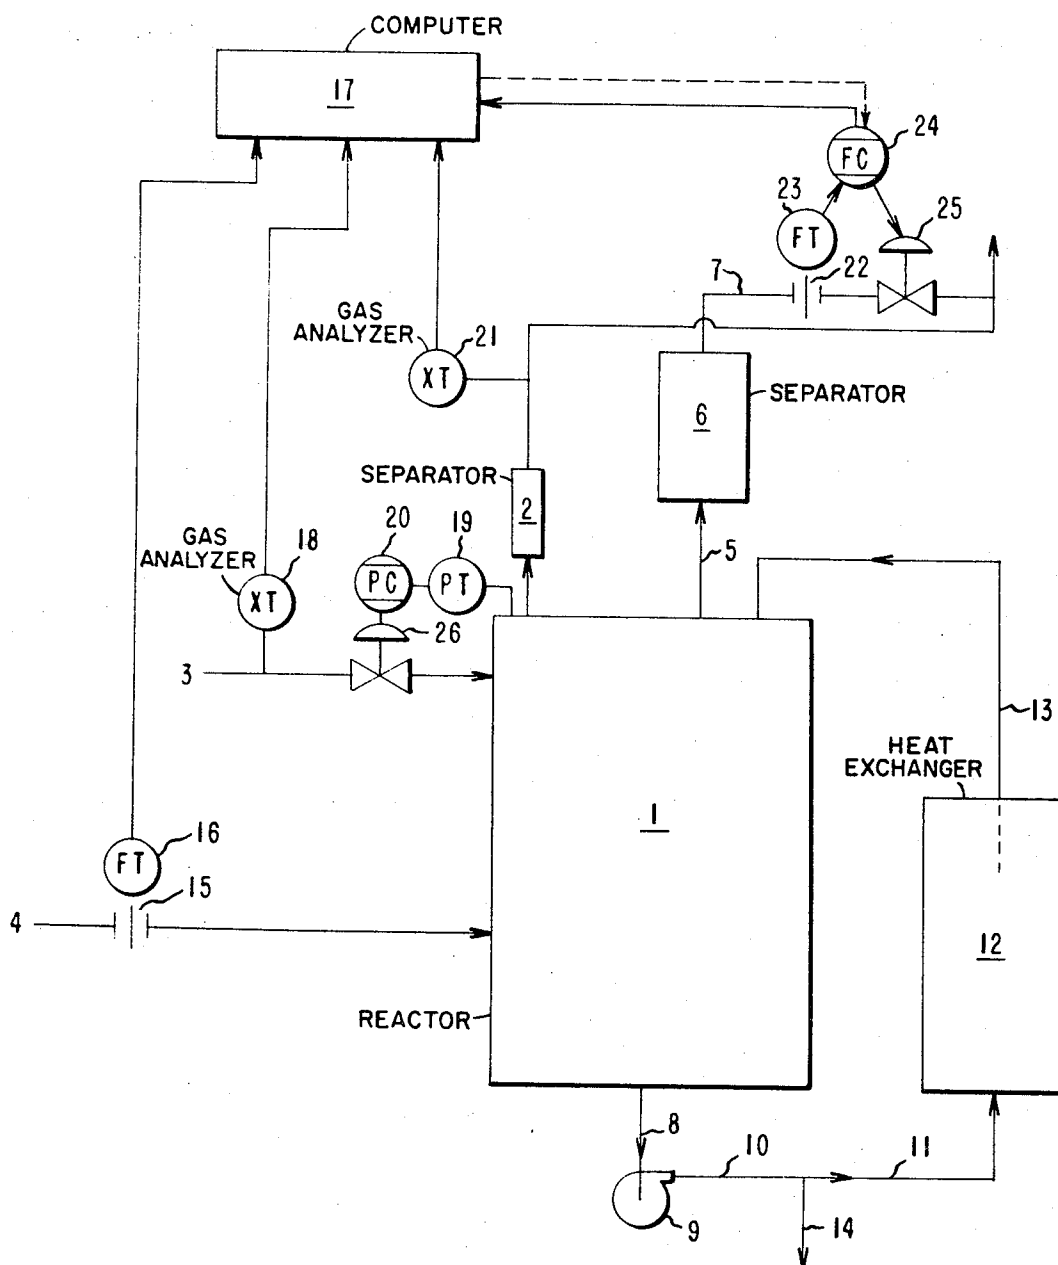 COMPUTER
17
24
FC
23
25
FT
7
22
GAS
ANALYZER
21
XT
SEPARATOR
6
SEPARATOR
2
20
19
5
GAS
ANALYZER
18
PC
PT
XT
26
3
13
HEAT
EXCHANGER
1
16
FT
15
4
12
REACTOR
8
10
11
9
14